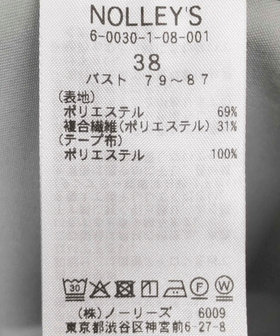 NOLLEY'S
6-0030-1-08-001
38
バスト 79~87
(表地)
ポリエステル 69%
複合繊維(ポリエステル) 31%
(テープ布)
ポリエステル 100%
30 P W
(株)ノーリーズ 6009
東京都渋谷区神宮前6-27-8